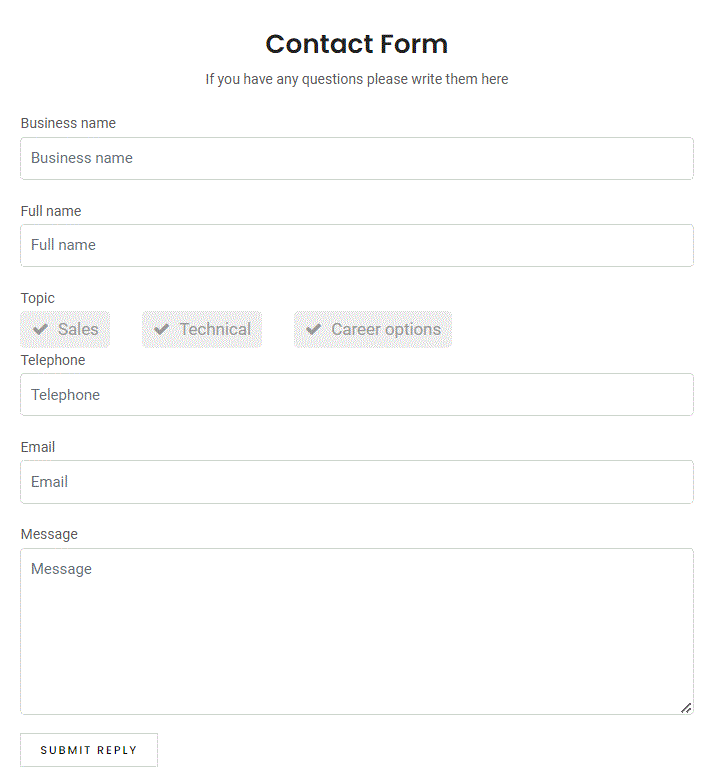 Contact Form
If you have any questions please write them here
Business name
Business name
Full name
Full name
Topic
Sales Technical Career options
Telephone
Telephone
Email
Email
Message
Message
SUBMIT REPLY